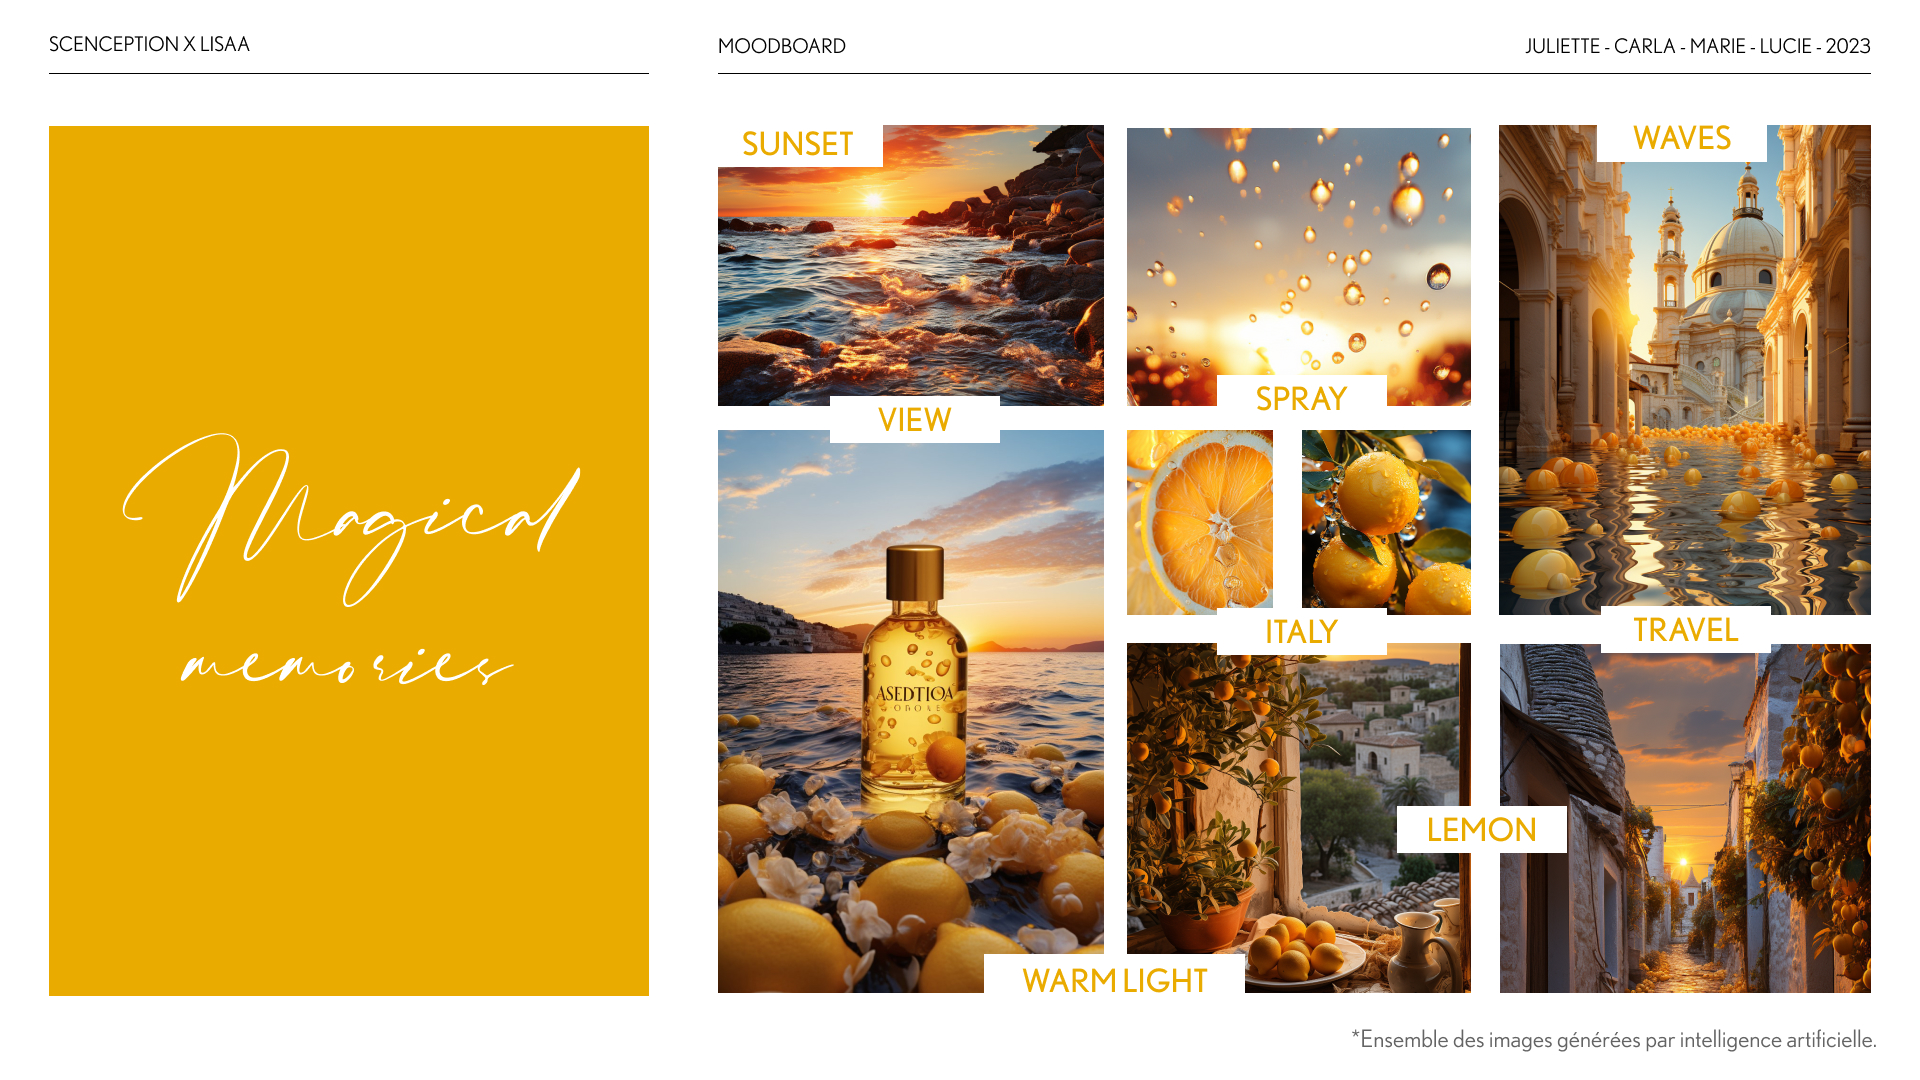 SCENCEPTION X LISAA
MOODBOARD
JULIETTE - CARLA - MARIE - LUCIE - 2023
Magical
memories
SUNSET
SPRAY
WAVES
VIEW
ASEDTIOA
ITALY
TRAVEL
LEMON
WARM LIGHT
*Ensemble des images générées par intelligence artificielle.